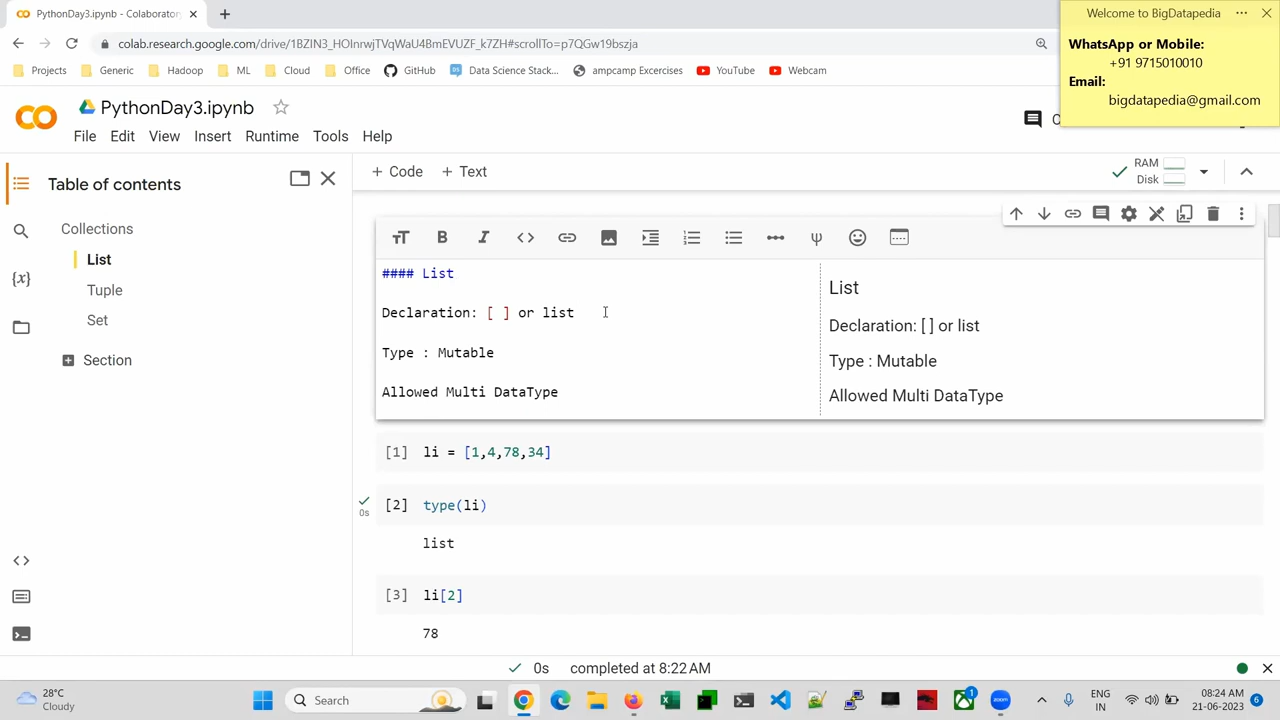 PythonDay3.ipynb - Colaboratory
Welcome to BigDatapedia
WhatsApp or Mobile:
+91 9715010010
Email:
bigdatapedia@gmail.com
colab.research.google.com/drive/1BZIN3_HOInrwjTVqWaU4BmEVUZF_k7ZH#scrollTo=p7QGw19bszja
Projects Generic Hadoop ML Cloud Office GitHub Data Science Stack... ampcamp Excercises YouTube Webcam
PythonDay3.ipynb
File Edit View Insert Runtime Tools Help
+ Code + Text
RAM
Disk
Table of contents
Collections
List
Tuple
Set
Section
#### List
Declaration: [ ] or list
Type : Mutable
Allowed Multi DataType
List
Declaration: [ ] or list
Type : Mutable
Allowed Multi DataType
[1] li = [1,4,78,34]
[2] type(li)
0s
list
[3] li[2]
78
0s completed at 8:22 AM
28°C
Cloudy
Search
ENG
IN
08:24 AM
21-06-2023
6
1